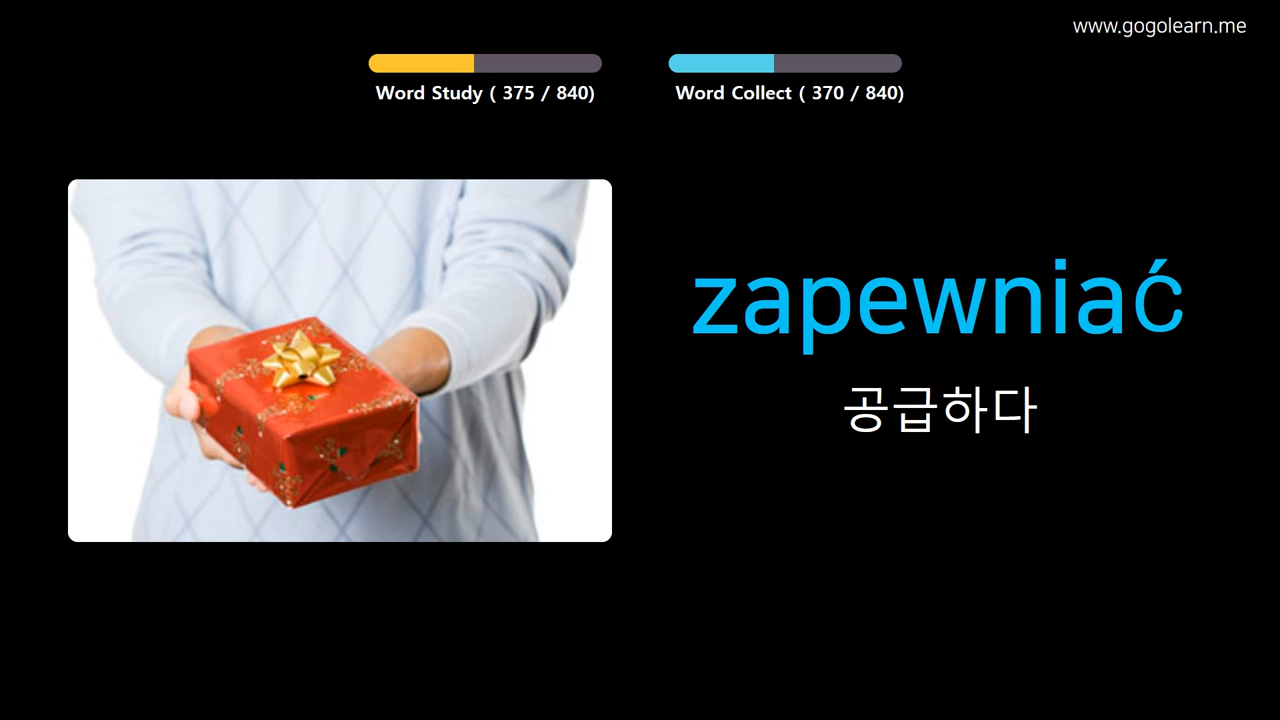 www.gogolearn.me
Word Study ( 375 / 840)
Word Collect ( 370 / 840)
zapewniać
공급하다